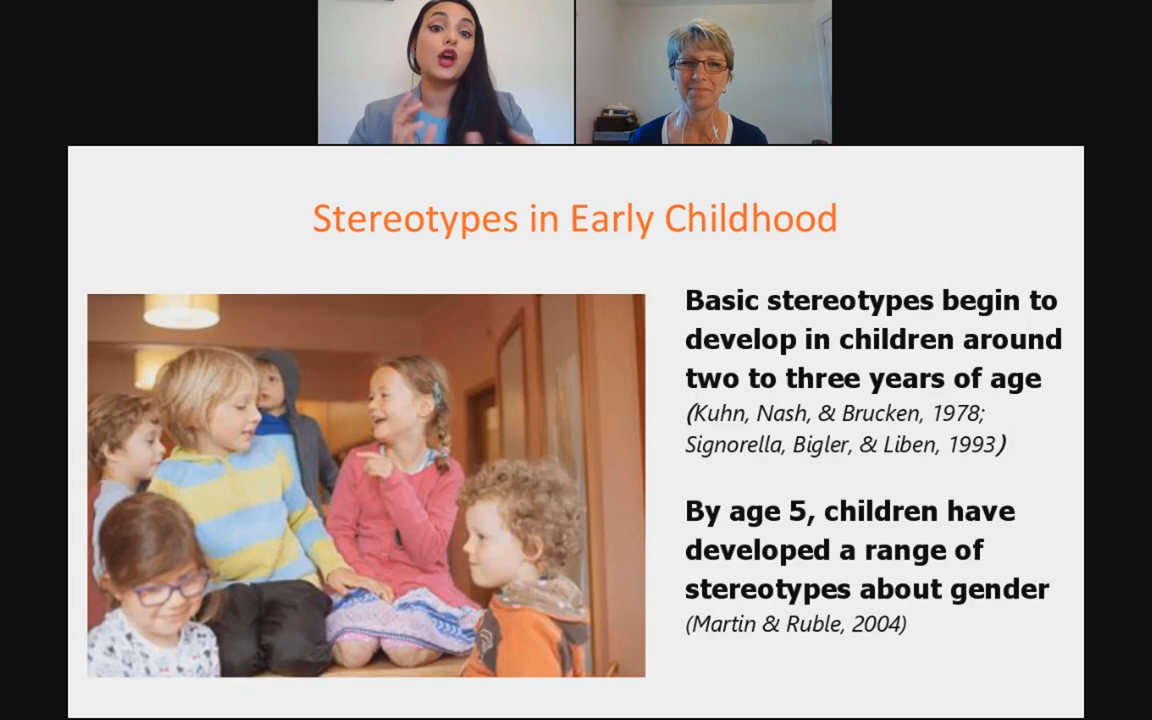 Stereotypes in Early Childhood
Basic stereotypes begin to
develop in children around
two to three years of age
(Kuhn, Nash, & Brucken, 1978;
Signorella, Bigler, & Liben, 1993)
By age 5, children have
developed a range of
stereotypes about gender
(Martin & Ruble, 2004)